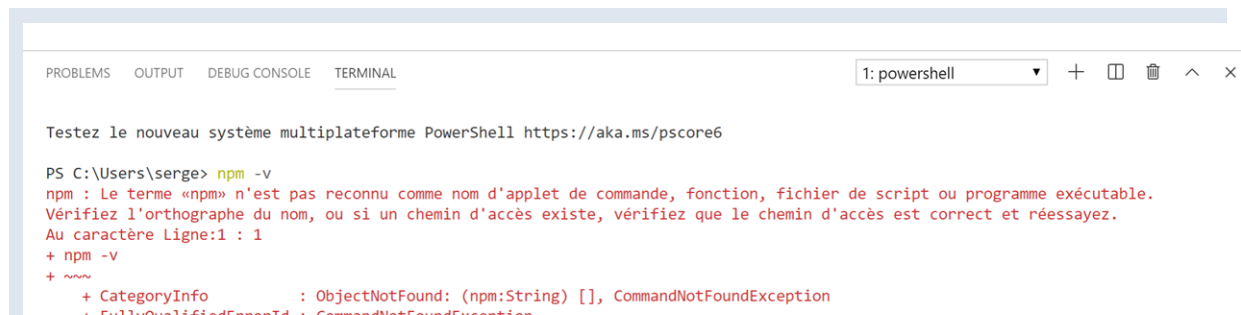 PROBLEMS OUTPUT DEBUG CONSOLE TERMINAL 1: powershell
Testez le nouveau système multiplateforme PowerShell https://aka.ms/pscore6
PS C:\Users\serge> npm -v
npm : Le terme «npm» n'est pas reconnu comme nom d'applet de commande, fonction, fichier de script ou programme exécutable.
Vérifiez l'orthographe du nom, ou si un chemin d'accès existe, vérifiez que le chemin d'accès est correct et réessayez.
Au caractère Ligne:1 : 1
+ npm -v
+ ~~~
+ CategoryInfo : ObjectNotFound: (npm:String) [], CommandNotFoundException
+ FullyQualifiedErrorId : CommandNotFoundException